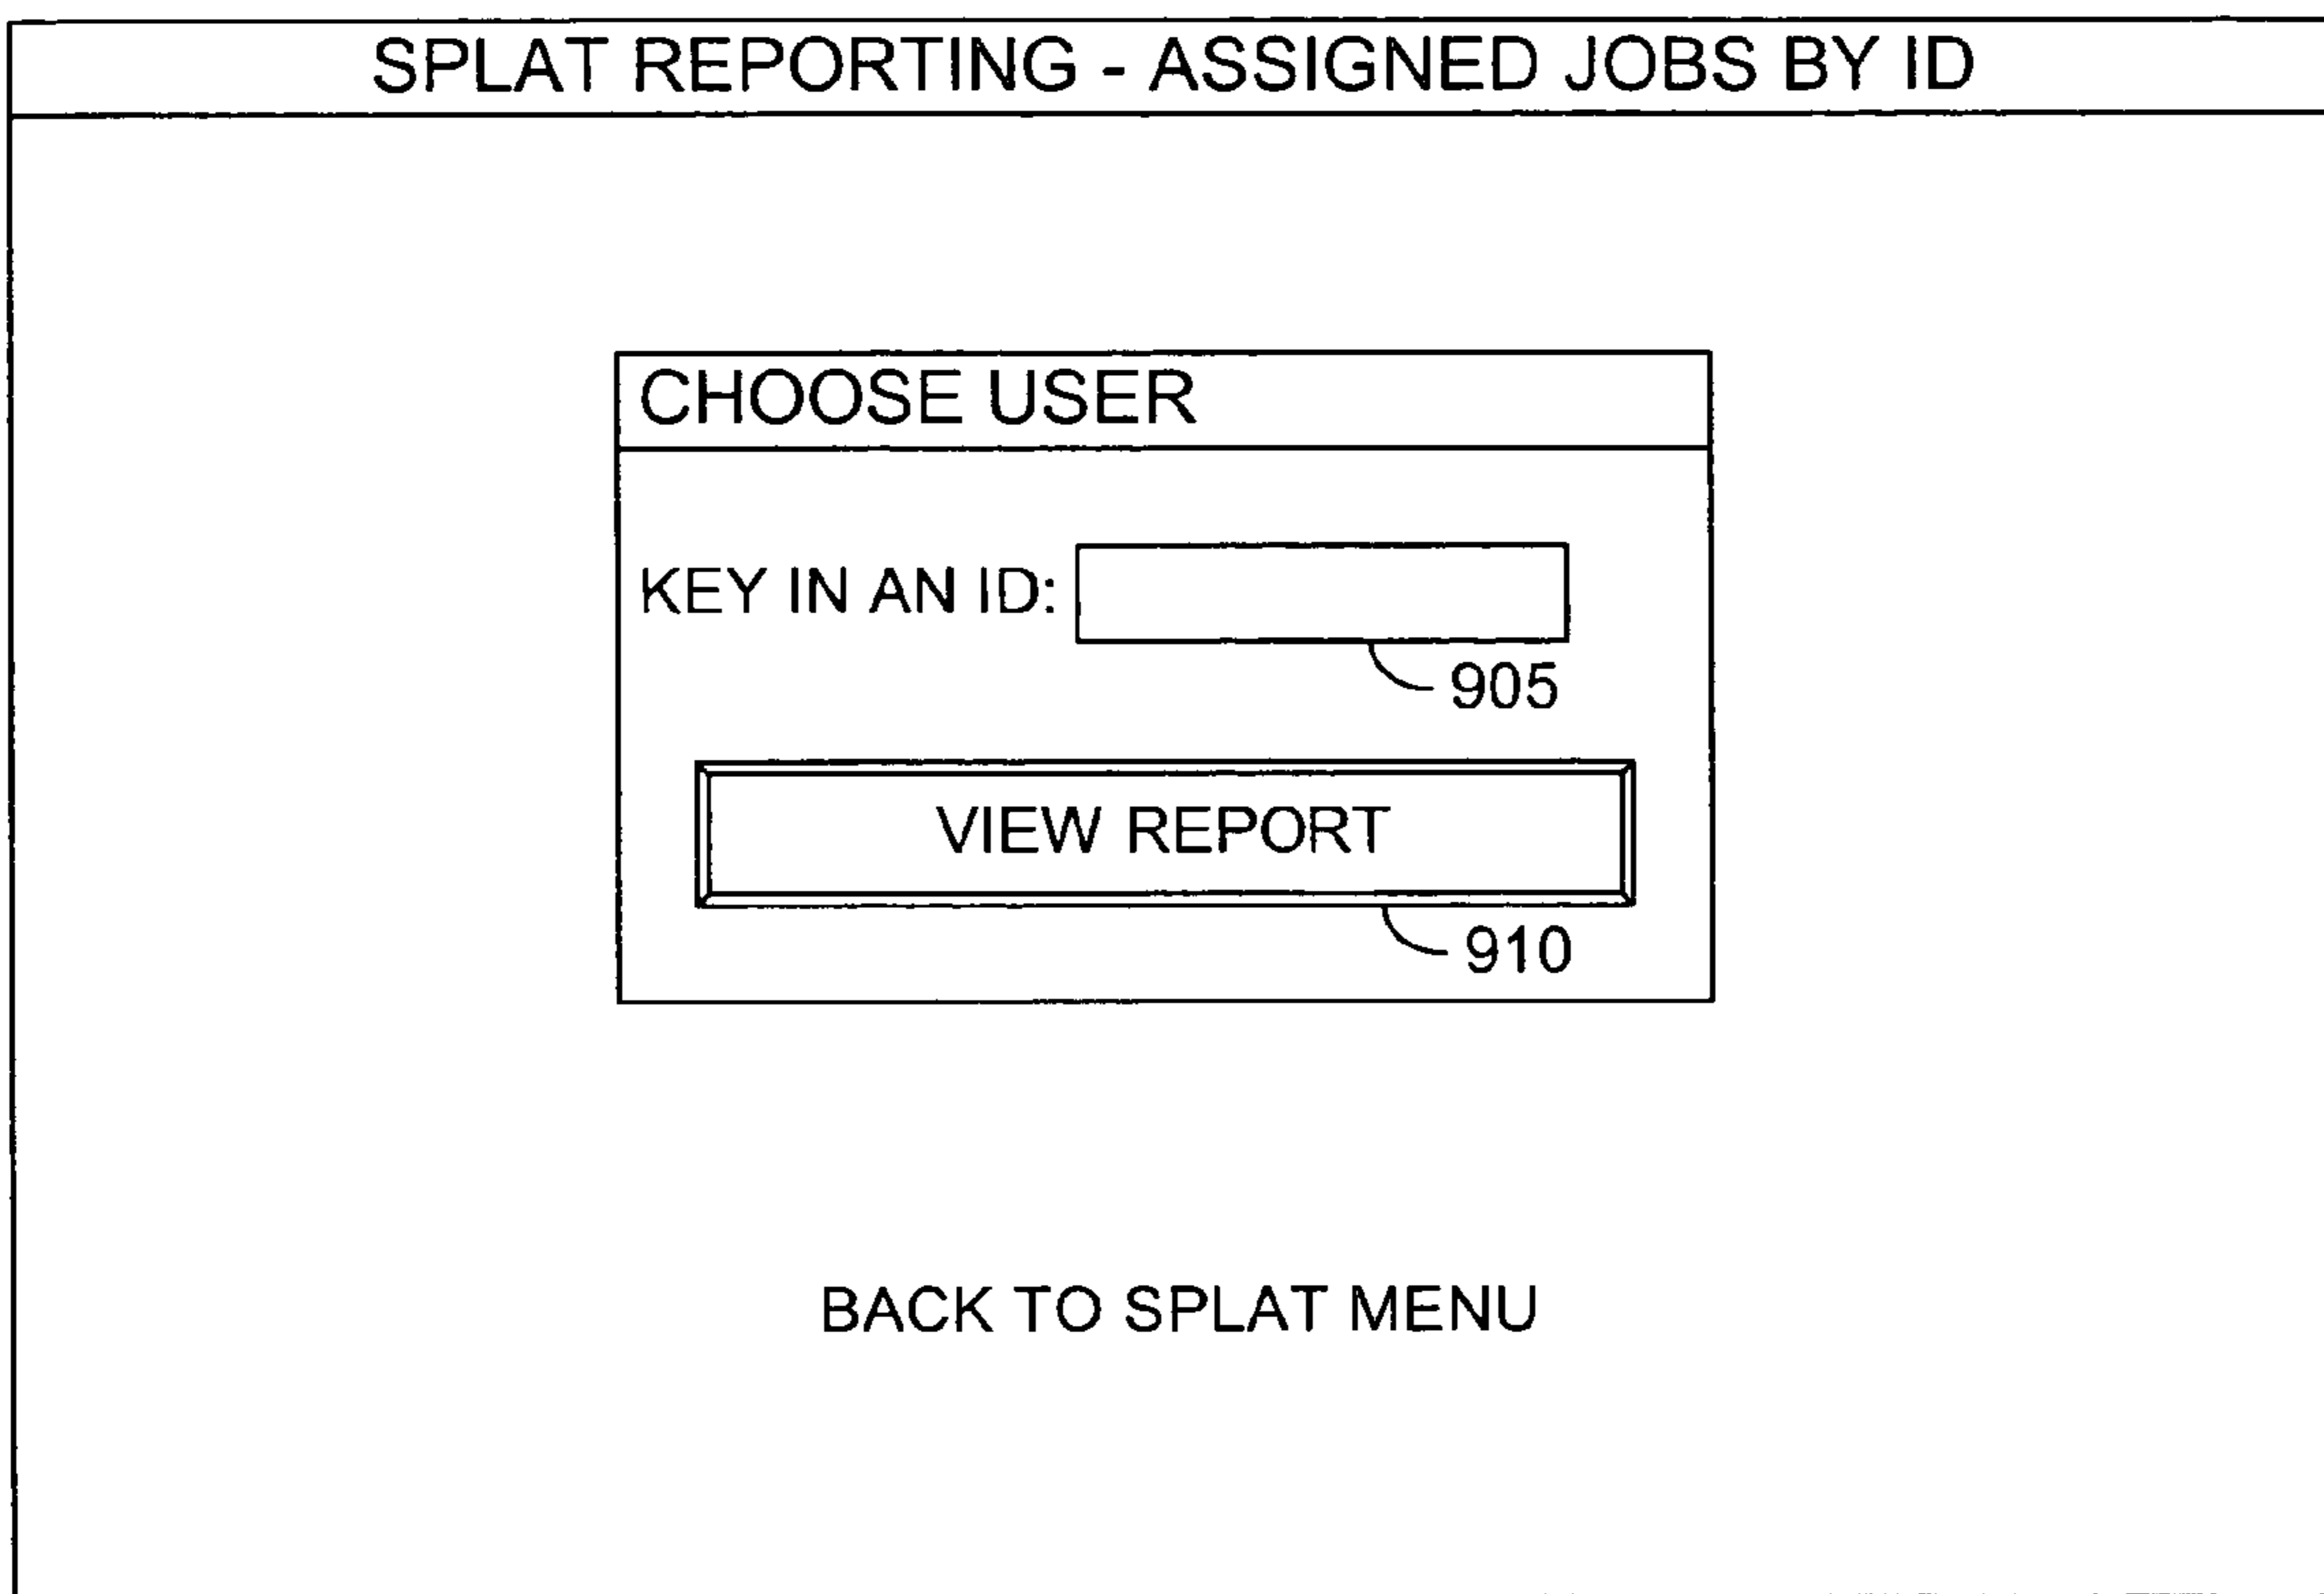 SPLAT REPORTING - ASSIGNED JOBS BY ID
CHOOSE USER
KEY IN AN ID:
905
VIEW REPORT
910
BACK TO SPLAT MENU